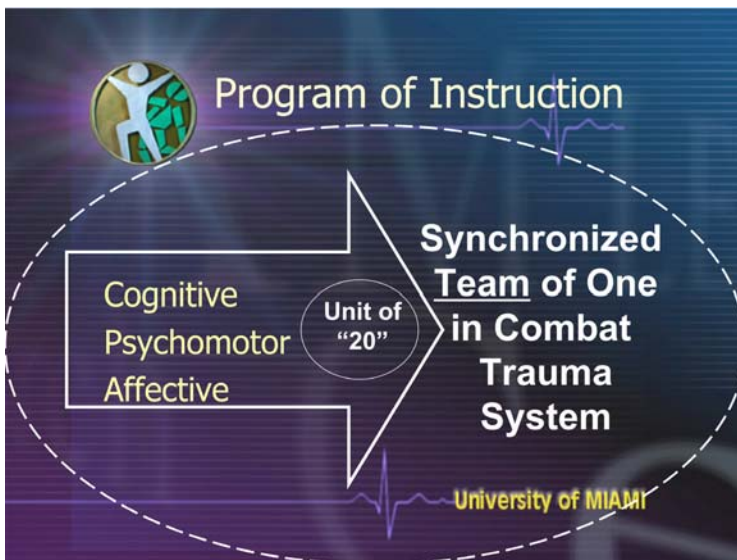 Program of Instruction
Cognitive
Psychomotor
Affective
Unit of
“20”
Synchronized
Team of One
in Combat
Trauma
System
University of MIAMI